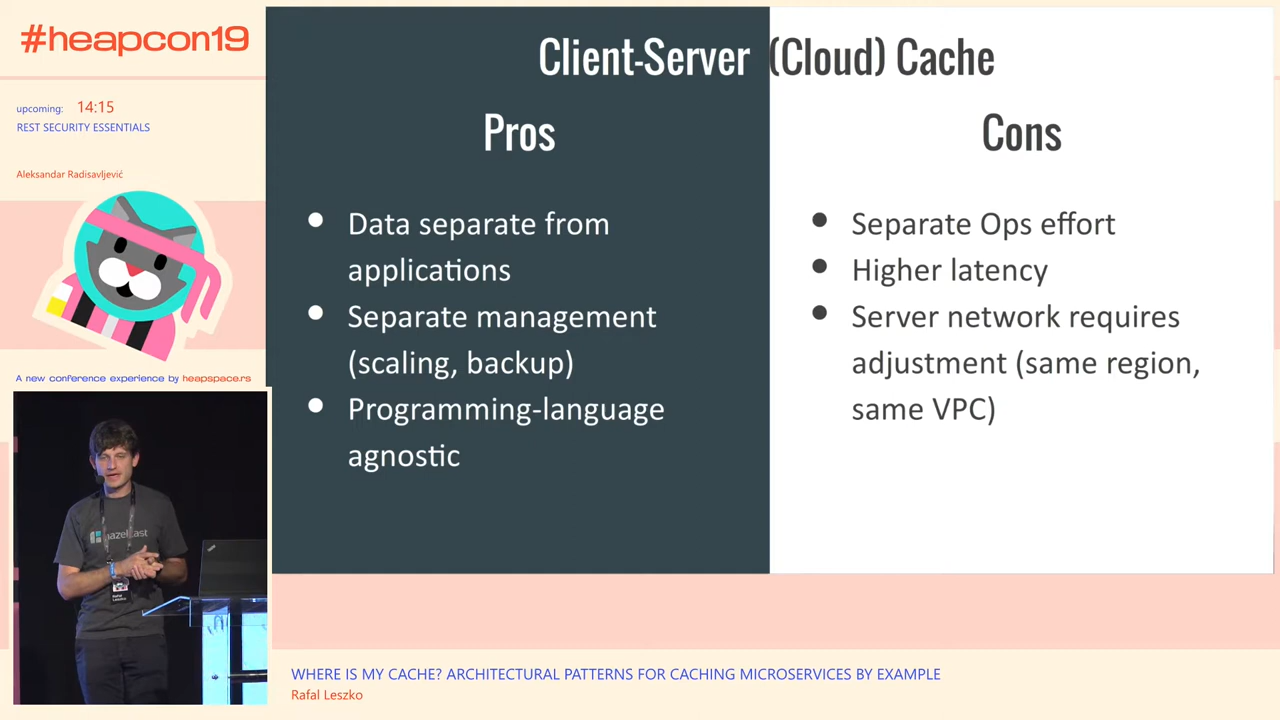 #heapcon19
upcoming: 14:15
REST SECURITY ESSENTIALS
Aleksandar Radisavljević
A new conference experience by heapspace.rs
Client-Server (Cloud) Cache
Pros
Data separate from
applications
Separate management
(scaling, backup)
Programming-language
agnostic
Cons
Separate Ops effort
Higher latency
Server network requires
adjustment (same region,
same VPC)
hazelcast
Rafał
Leszko
WHERE IS MY CACHE? ARCHITECTURAL PATTERNS FOR CACHING MICROSERVICES BY EXAMPLE
Rafal Leszko